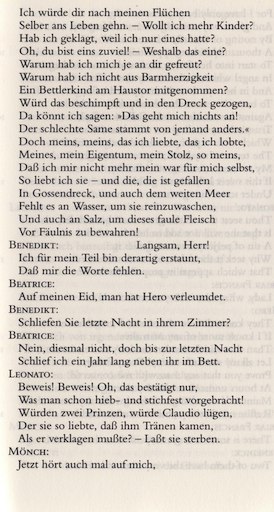 Ich würde dir nach meinen Flüchen
Selber ans Leben gehn. – Wollt ich mehr Kinder?
Hab ich geklagt, weil ich nur eines hatte?
Oh, du bist eins zuviel! – Weshalb das eine?
Warum hab ich mich je an dir gefreut?
Warum hab ich nicht aus Barmherzigkeit
Ein Bettlerkind am Haustor mitgenommen?
Würd das beschimpft und in den Dreck gezogen,
Da könnt ich sagen: »Das geht mich nichts an!
Der schlechte Same stammt von jemand anders.«
Doch meins, meins, das ich liebte, das ich lobte,
Meines, mein Eigentum, mein Stolz, so meins,
Daß ich mir nicht mehr mein war für mich selbst,
So liebt ich sie – und die, die ist gefallen
In Gossendreck, und auch dem weiten Meer
Fehlt es an Wasser, um sie reinzuwaschen,
Und auch an Salz, um dieses faule Fleisch
Vor Fäulnis zu bewahren!
BENEDIKT: Langsam, Herr!
Ich für mein Teil bin derartig erstaunt,
Daß mir die Worte fehlen.
BEATRICE:
Auf meinen Eid, man hat Hero verleumdet.
BENEDIKT:
Schliefen Sie letzte Nacht in ihrem Zimmer?
BEATRICE:
Nein, diesmal nicht, doch bis zur letzten Nacht
Schlief ich ein Jahr lang neben ihr im Bett.
LEONATO:
Beweis! Beweis! Oh, das bestätigt nur,
Was man schon hieb- und stichfest vorgebracht!
Würden zwei Prinzen, würde Claudio lügen,
Der sie so liebte, daß ihm Tränen kamen,
Als er verklagen mußte? – Laßt sie sterben.
MÖNCH:
Jetzt hört auch mal auf mich,